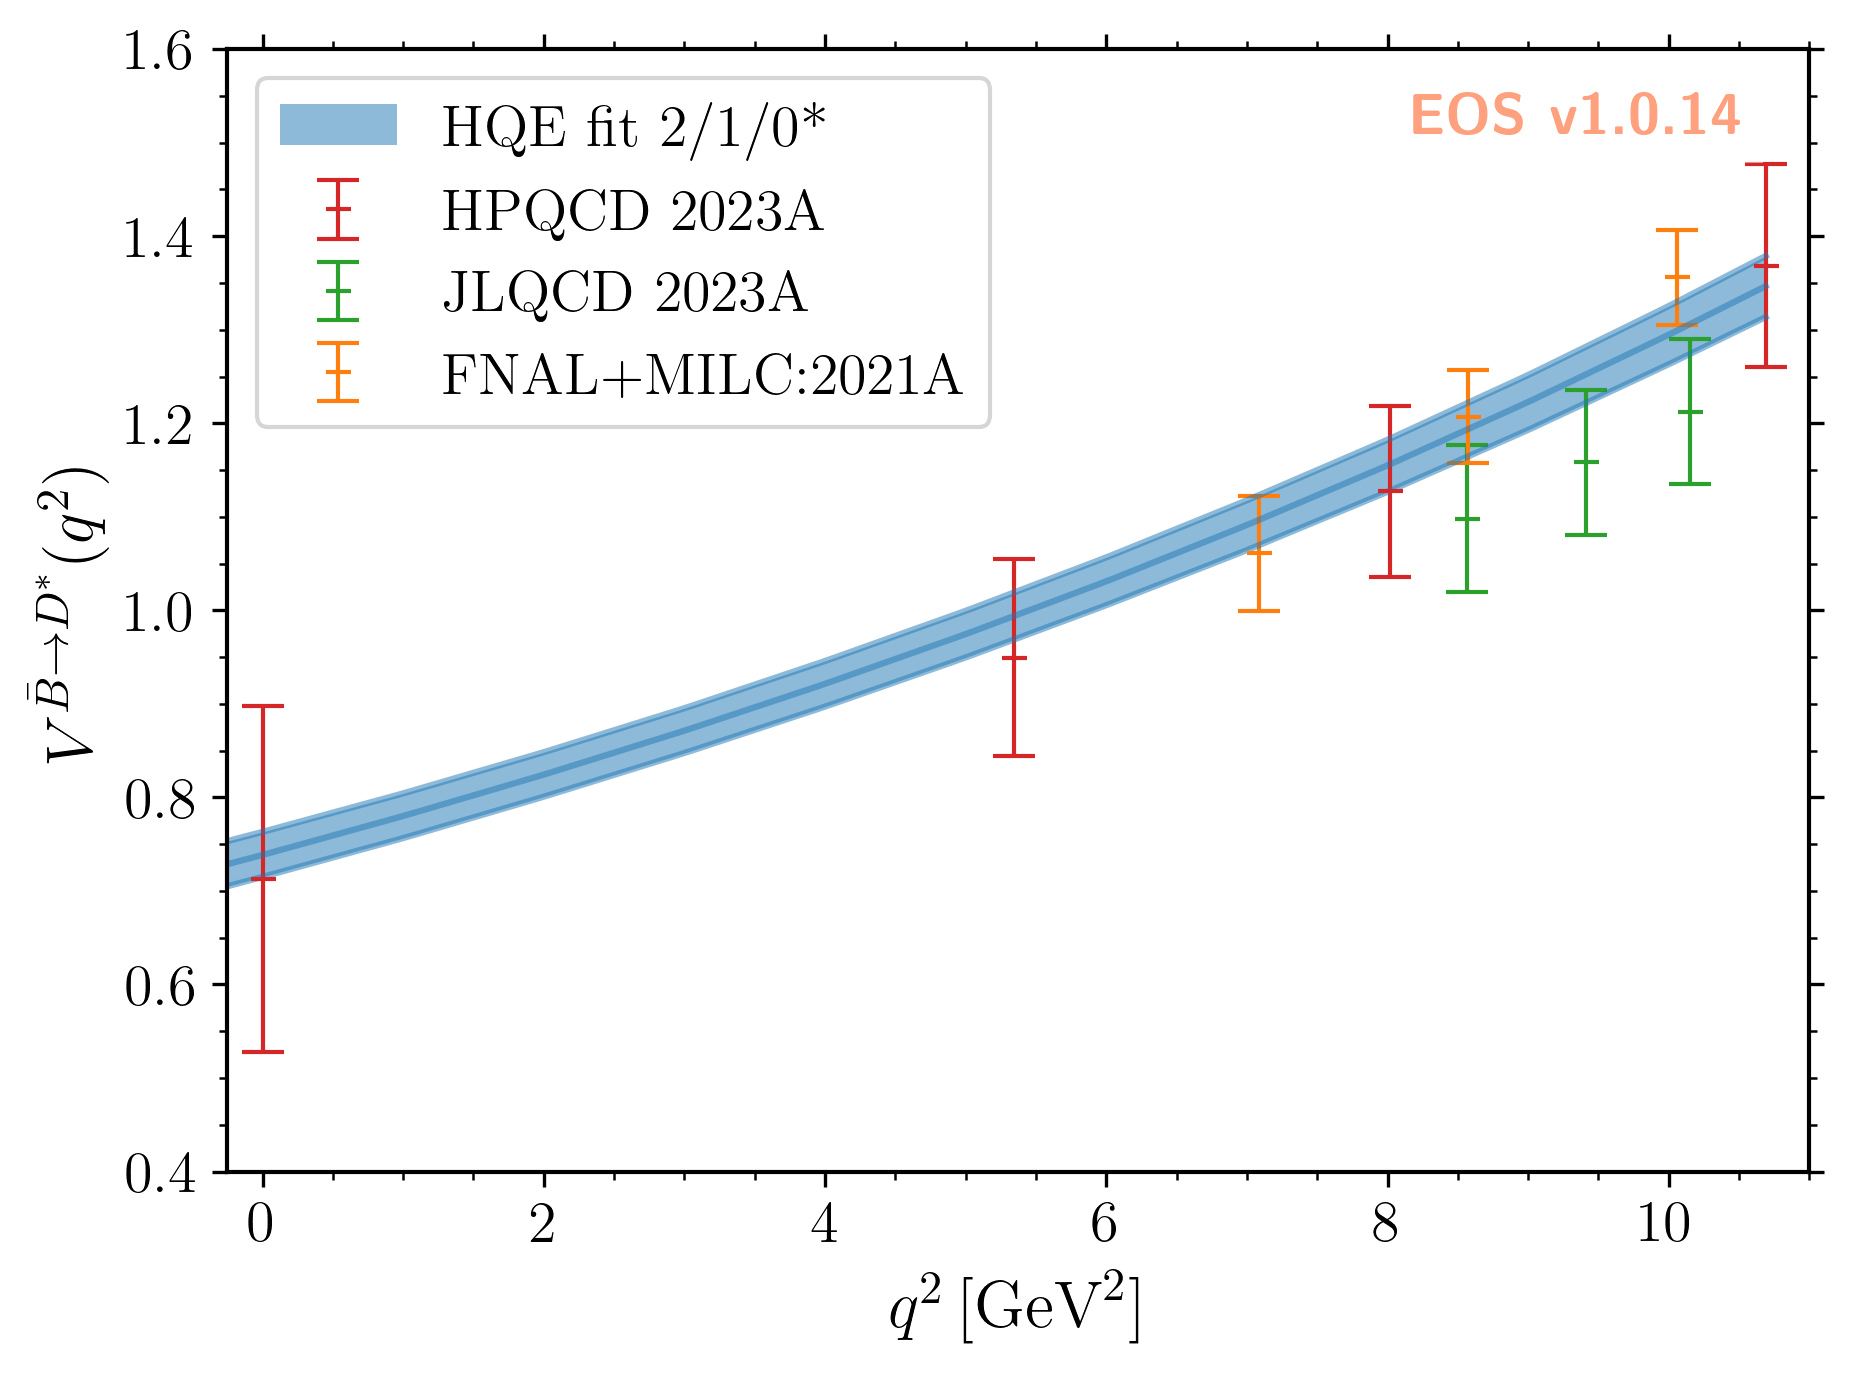 EOS v1.0.14
HQE fit 2/1/0*
HPQCD 2023A
JLQCD 2023A
FNAL+MILC:2021A
1.6
1.4
1.2
1.0
0.8
0.6
0.4
V^{B̄→D*}(q²)
0 2 4 6 8 10
q² [GeV²]